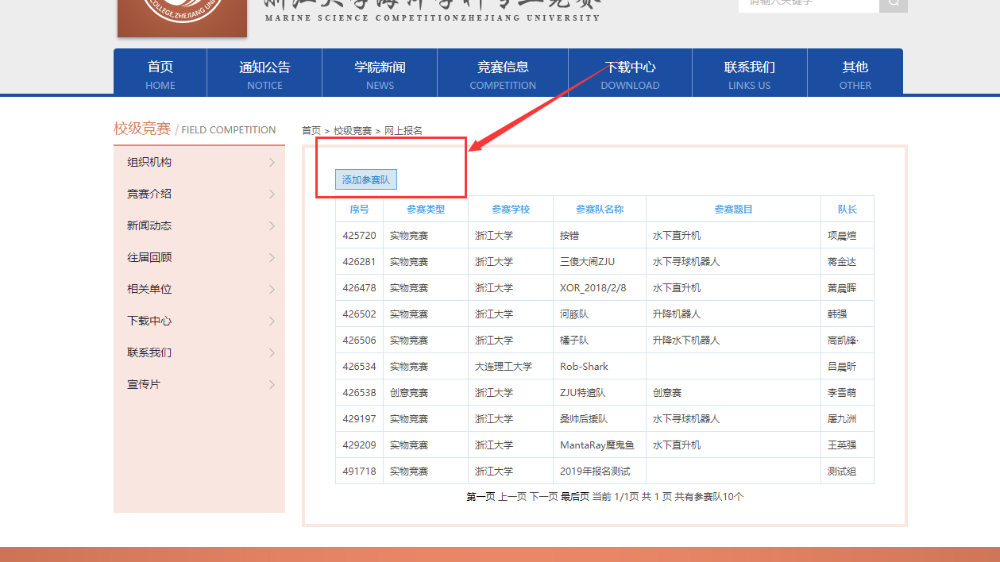 COLLEGE,ZHEJIANG UNI
浙江大学海洋学科专业竞赛
MARINE SCIENCE COMPETITIONZHEJIANG UNIVERSITY
请输入关键字
首页 通知公告 学院新闻 竞赛信息 下载中心 联系我们 其他
HOME NOTICE NEWS COMPETITION DOWNLOAD LINKS US OTHER
校级竞赛 / FIELD COMPETITION
组织机构
竞赛介绍
新闻动态
往届回顾
相关单位
下载中心
联系我们
宣传片
首页 > 校级竞赛 > 网上报名
添加参赛队
序号 参赛类型 参赛学校 参赛队名称 参赛题目 队长
425720 实物竞赛 浙江大学 按错 水下直升机 项晨煊
426281 实物竞赛 浙江大学 三傻大闹ZJU 水下寻球机器人 蒋金达
426478 实物竞赛 浙江大学 XOR_2018/2/8 水下直升机 黄晨晖
426502 实物竞赛 浙江大学 河豚队 升降机器人 韩强
426506 实物竞赛 浙江大学 橘子队 升降水下机器人 高凯锋·
426534 实物竞赛 大连理工大学 Rob-Shark 吕晨昕
426538 创意竞赛 浙江大学 ZJU特遣队 创意赛 李雪萌
429197 实物竞赛 浙江大学 桑帅后援队 水下寻球机器人 屠九洲
429209 实物竞赛 浙江大学 MantaRay魔鬼鱼 水下直升机 王英强
491718 实物竞赛 浙江大学 2019年报名测试 测试组
第一页 上一页 下一页 最后页 当前 1/1页 共 1 页 共有参赛队10个